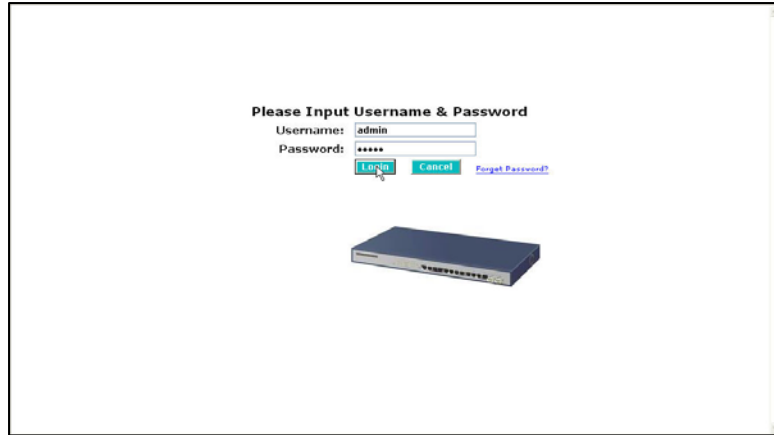 Please Input Username & Password
Username: admin
Password: •••••
Login Cancel Forget Password?